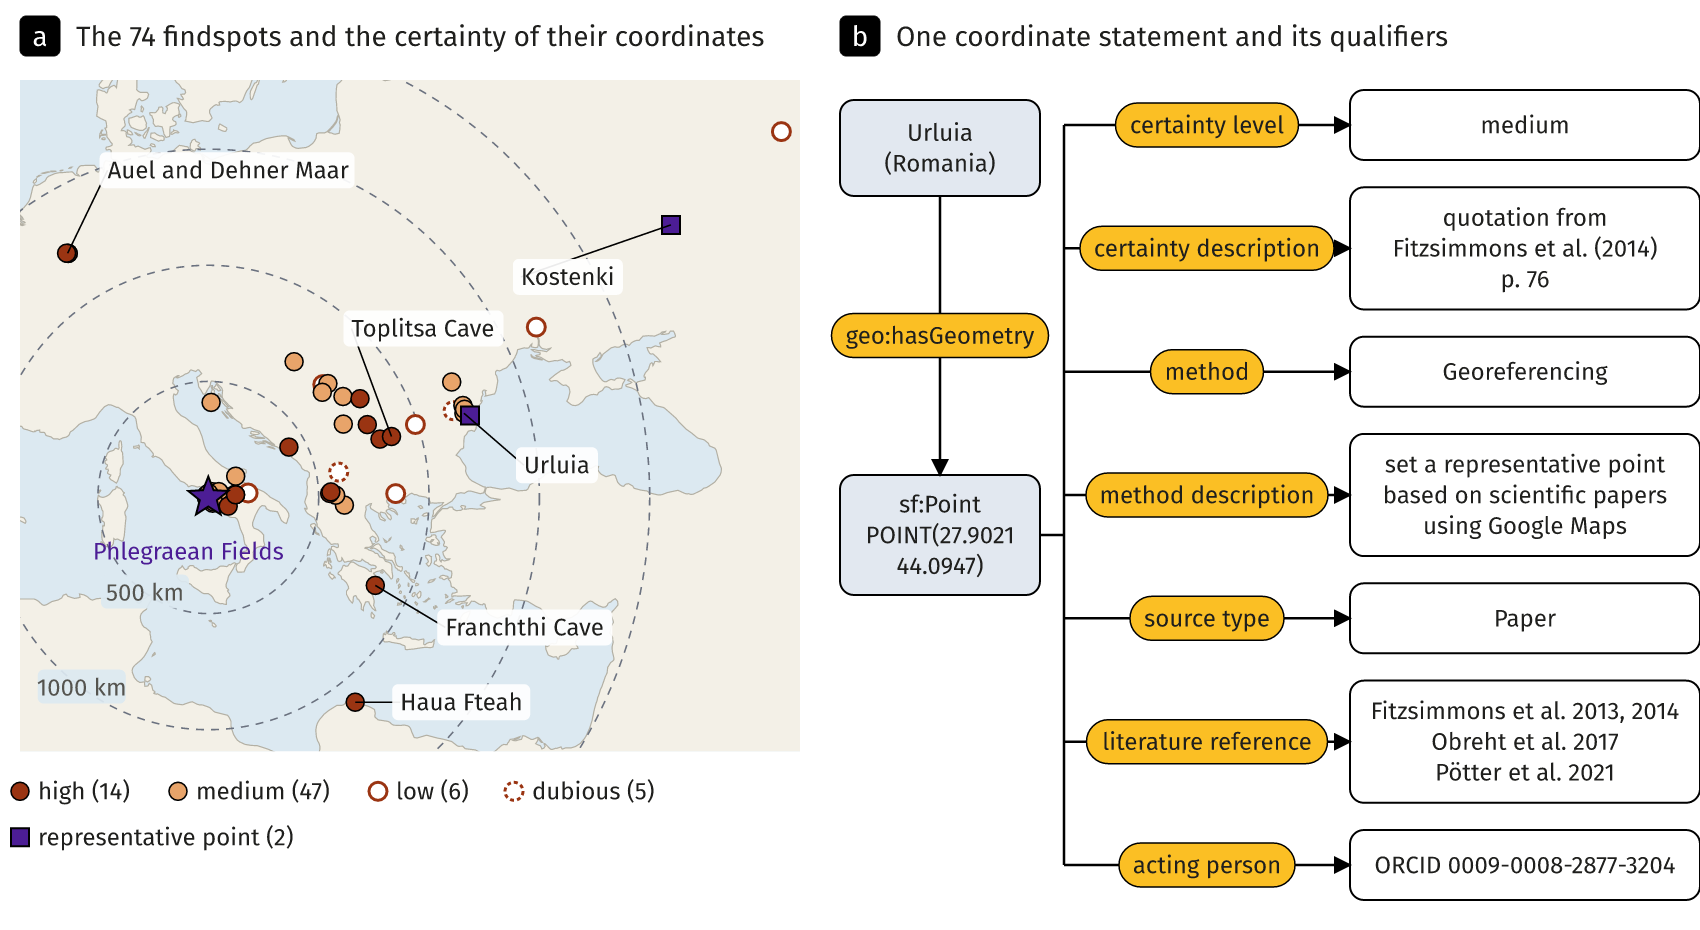 a The 74 findspots and the certainty of their coordinates
Auel and Dehner Maar
Kostenki
Toplitsa Cave
Urluia
Phlegraean Fields
500 km
Franchthi Cave
1000 km
Haua Fteah
high (14)
medium (47)
low (6)
dubious (5)
representative point (2)
b One coordinate statement and its qualifiers
Urluia
(Romania)
geo:hasGeometry
sf:Point
POINT(27.9021
44.0947)
certainty level
medium
certainty description
quotation from
Fitzsimmons et al. (2014)
p. 76
method
Georeferencing
method description
set a representative point
based on scientific papers
using Google Maps
source type
Paper
literature reference
Fitzsimmons et al. 2013, 2014
Obreht et al. 2017
Pötter et al. 2021
acting person
ORCID 0009-0008-2877-3204